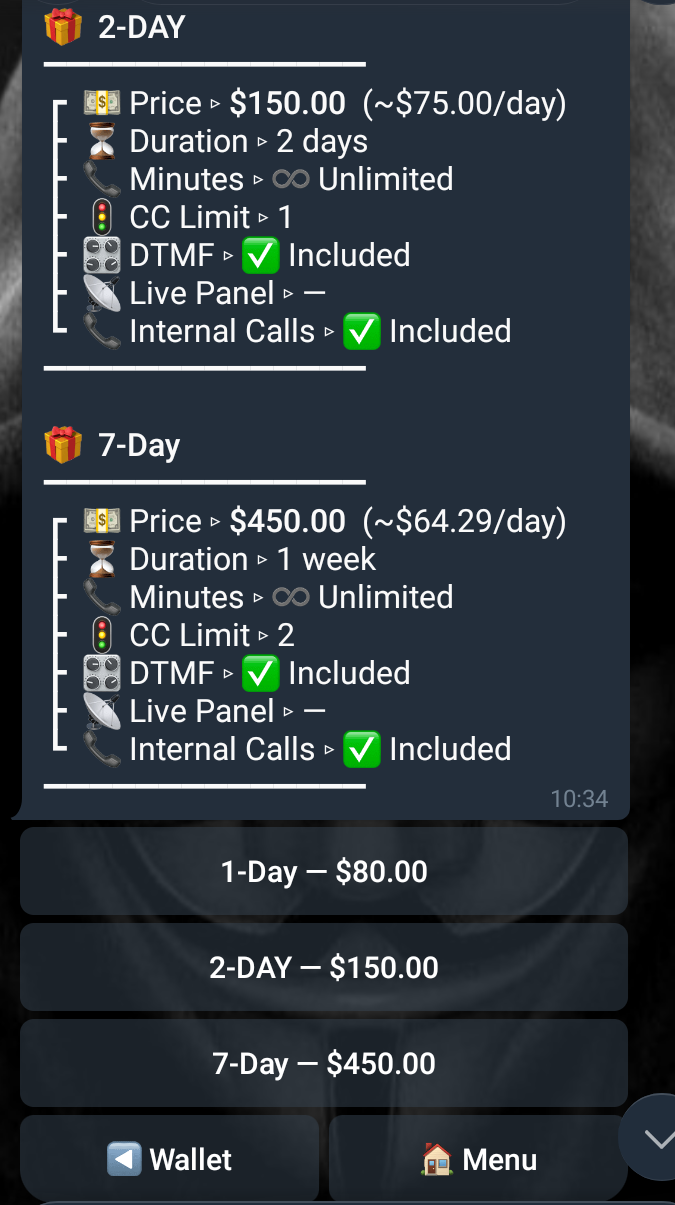 🎁 2-DAY
💵 Price ▹ $150.00 (~$75.00/day)
⏳ Duration ▹ 2 days
📞 Minutes ▹ ♾ Unlimited
🚦 CC Limit ▹ 1
🎛 DTMF ▹ ✅ Included
📡 Live Panel ▹ —
📞 Internal Calls ▹ ✅ Included
🎁 7-Day
💵 Price ▹ $450.00 (~$64.29/day)
⏳ Duration ▹ 1 week
📞 Minutes ▹ ♾ Unlimited
🚦 CC Limit ▹ 2
🎛 DTMF ▹ ✅ Included
📡 Live Panel ▹ —
📞 Internal Calls ▹ ✅ Included
10:34
1-Day — $80.00
2-DAY — $150.00
7-Day — $450.00
◀️ Wallet
🏠 Menu